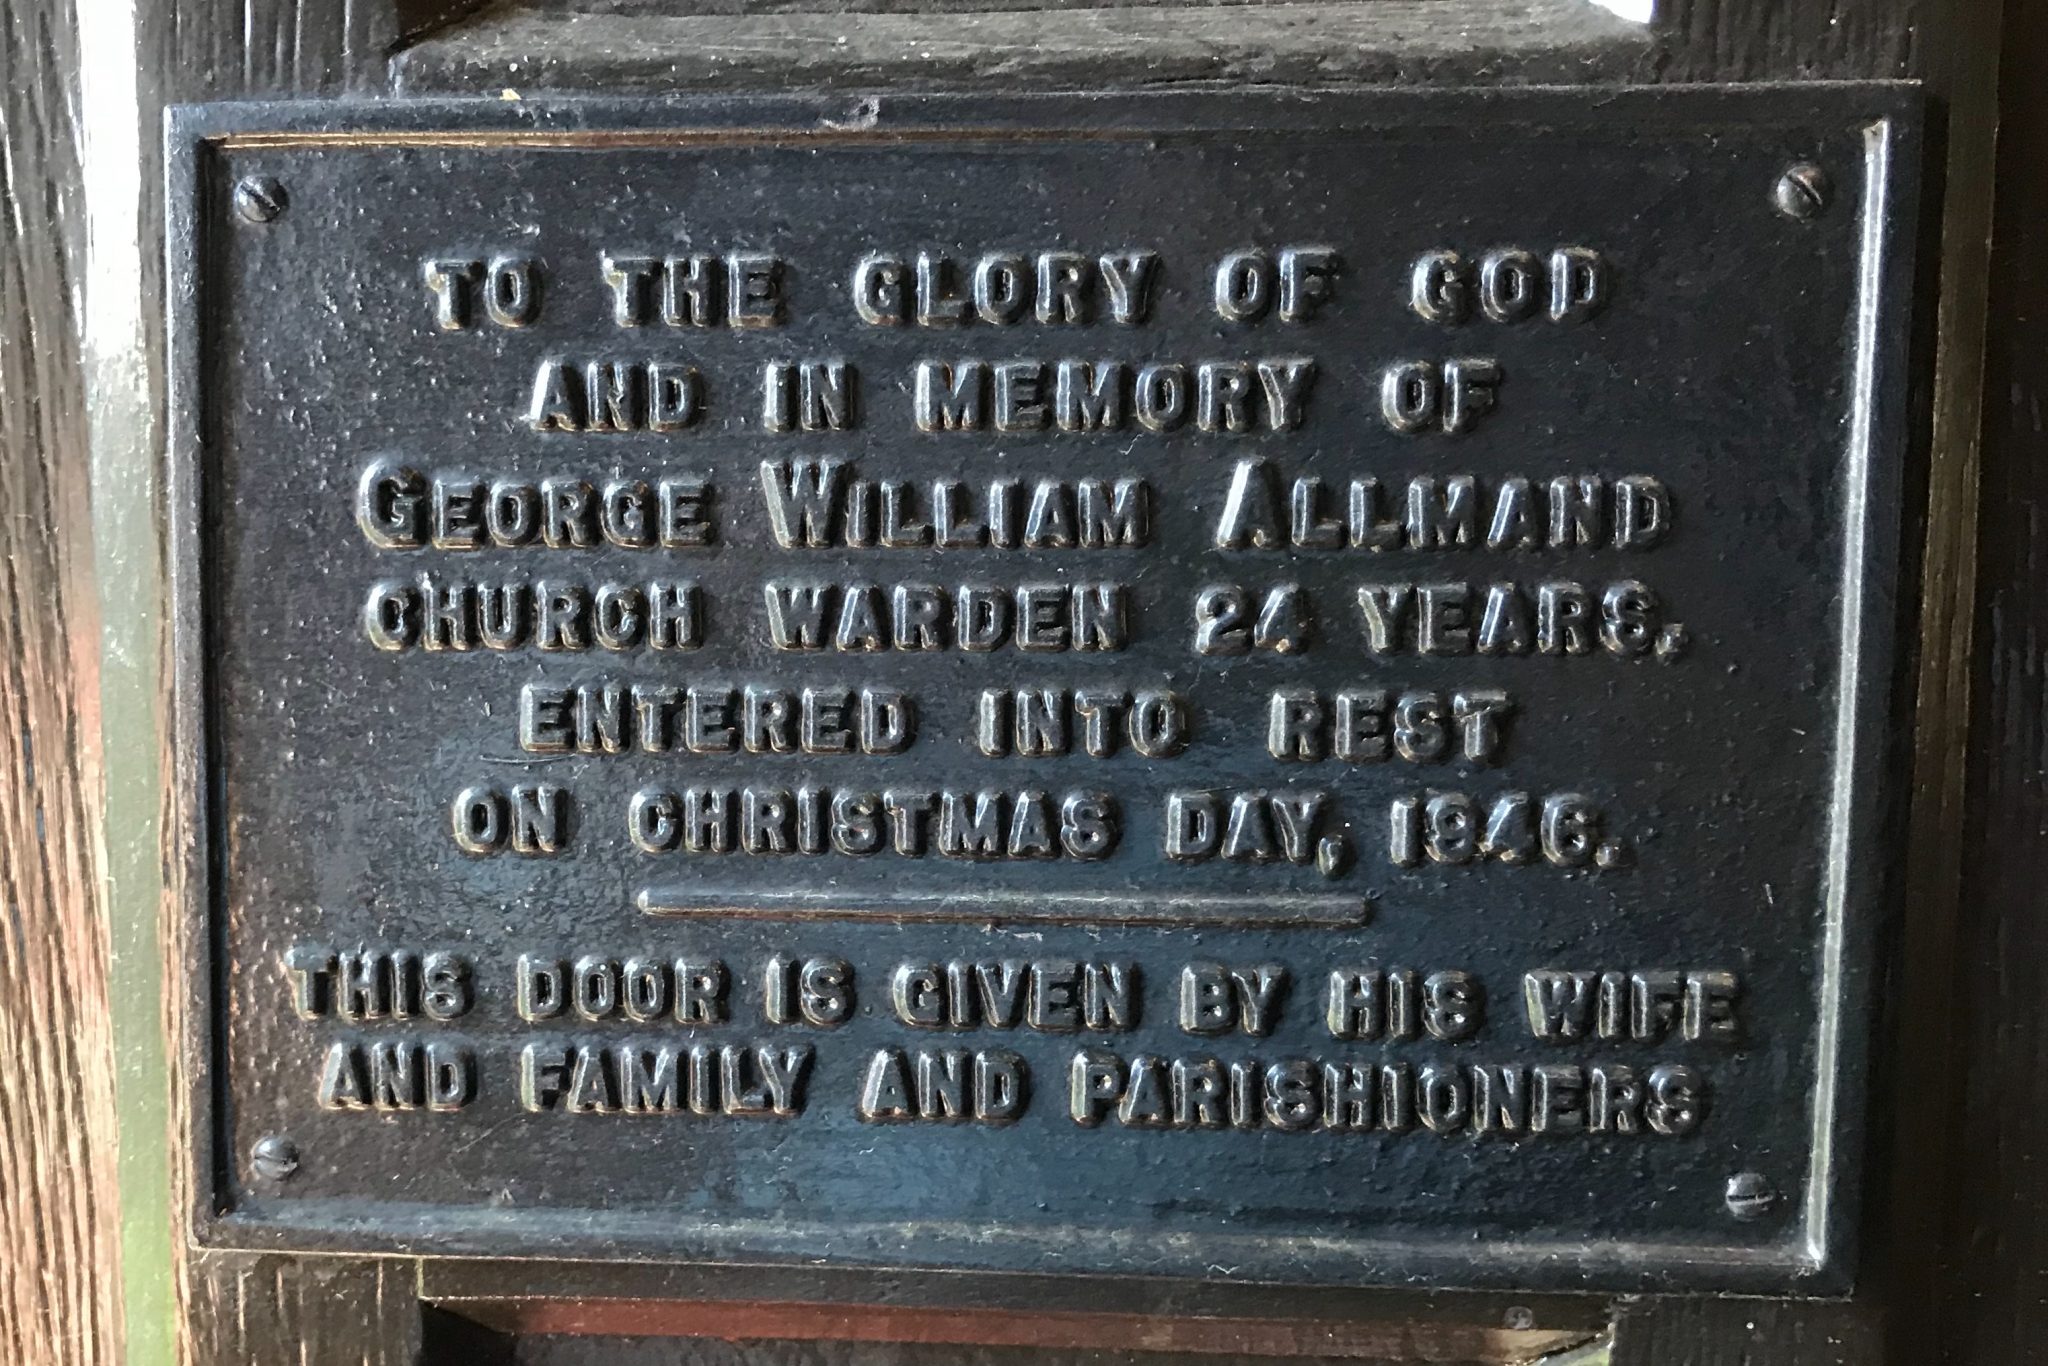 TO THE GLORY OF GOD
AND IN MEMORY OF
GEORGE WILLIAM ALLMAND
CHURCH WARDEN 24 YEARS.
ENTERED INTO REST
ON CHRISTMAS DAY, 1946.
THIS DOOR IS GIVEN BY HIS WIFE
AND FAMILY AND PARISHIONERS